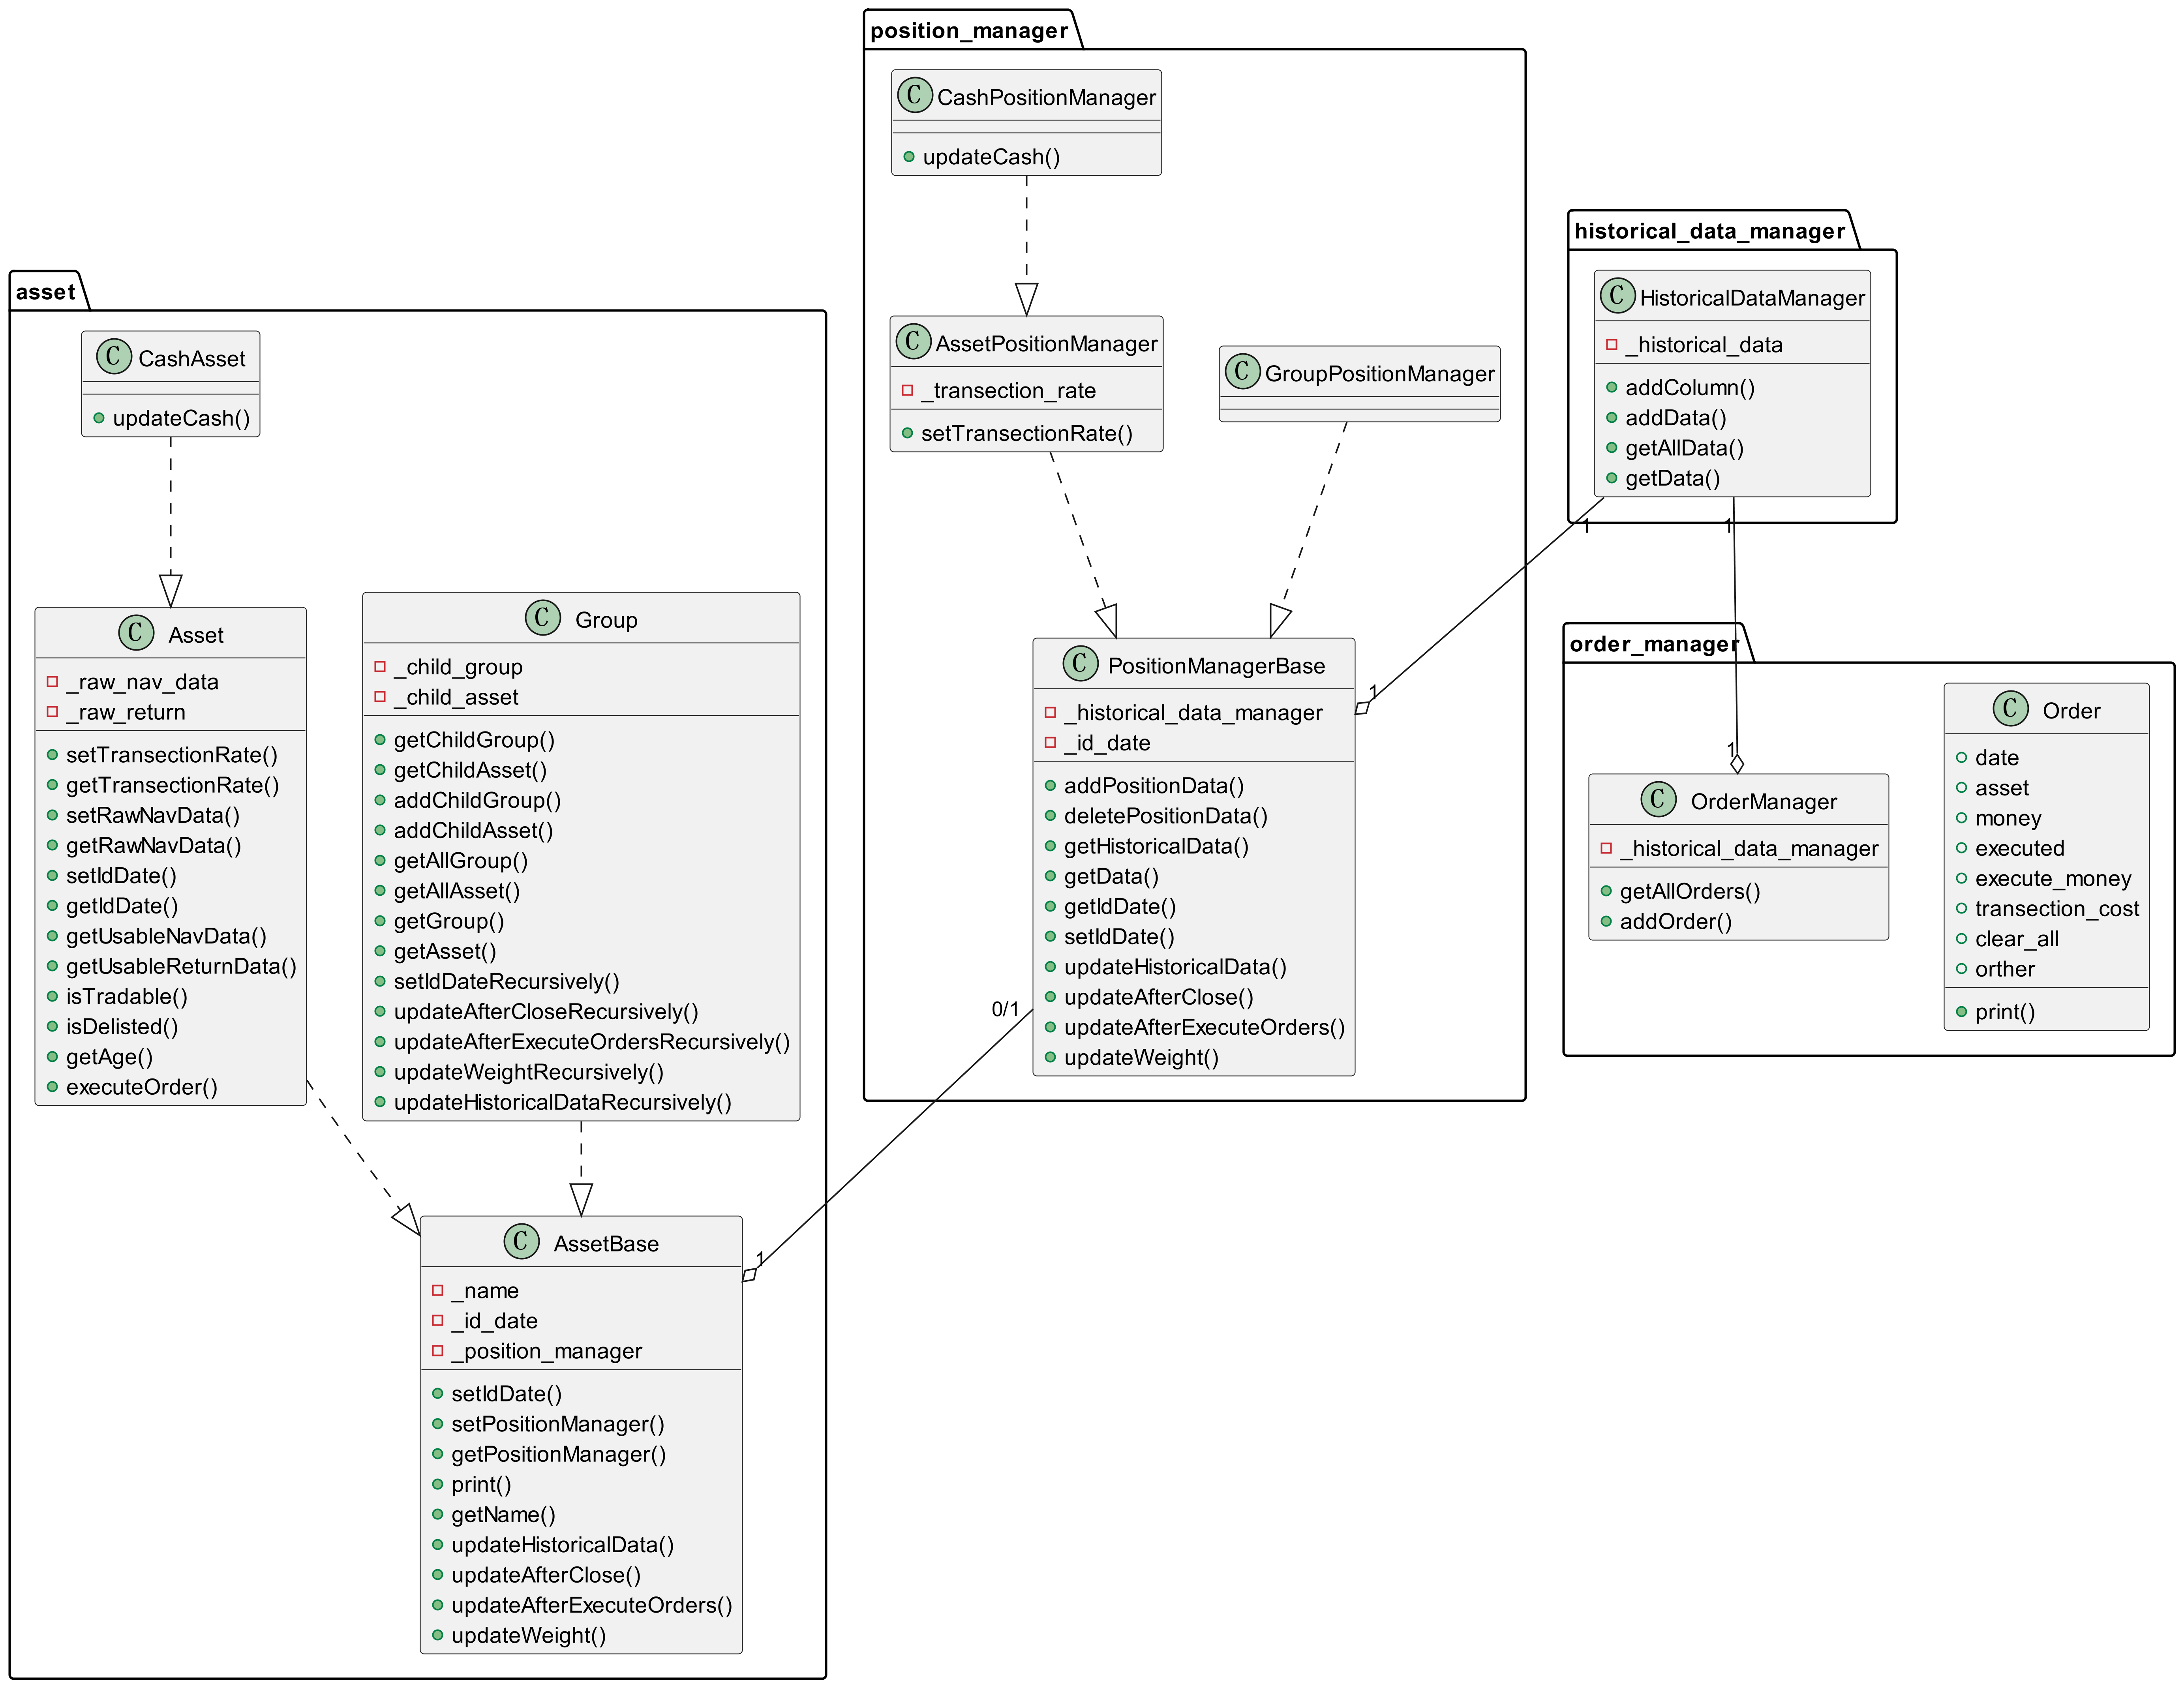 position_manager
C CashPositionManager
updateCash()
C AssetPositionManager
_transection_rate
setTransectionRate()
C GroupPositionManager
C PositionManagerBase
_historical_data_manager
_id_date
addPositionData()
deletePositionData()
getHistoricalData()
getData()
getIdDate()
setIdDate()
updateHistoricalData()
updateAfterClose()
updateAfterExecuteOrders()
updateWeight()
historical_data_manager
C HistoricalDataManager
_historical_data
addColumn()
addData()
getAllData()
getData()
1
1
1
1
order_manager
C OrderManager
_historical_data_manager
getAllOrders()
addOrder()
C Order
date
asset
money
executed
execute_money
transection_cost
clear_all
orther
print()
asset
C CashAsset
updateCash()
C Asset
_raw_nav_data
_raw_return
setTransectionRate()
getTransectionRate()
setRawNavData()
getRawNavData()
setIdDate()
getIdDate()
getUsableNavData()
getUsableReturnData()
isTradable()
isDelisted()
getAge()
executeOrder()
C Group
_child_group
_child_asset
getChildGroup()
getChildAsset()
addChildGroup()
addChildAsset()
getAllGroup()
getAllAsset()
getGroup()
getAsset()
setIdDateRecursively()
updateAfterCloseRecursively()
updateAfterExecuteOrdersRecursively()
updateWeightRecursively()
updateHistoricalDataRecursively()
0/1
1
C AssetBase
_name
_id_date
_position_manager
setIdDate()
setPositionManager()
getPositionManager()
print()
getName()
updateHistoricalData()
updateAfterClose()
updateAfterExecuteOrders()
updateWeight()